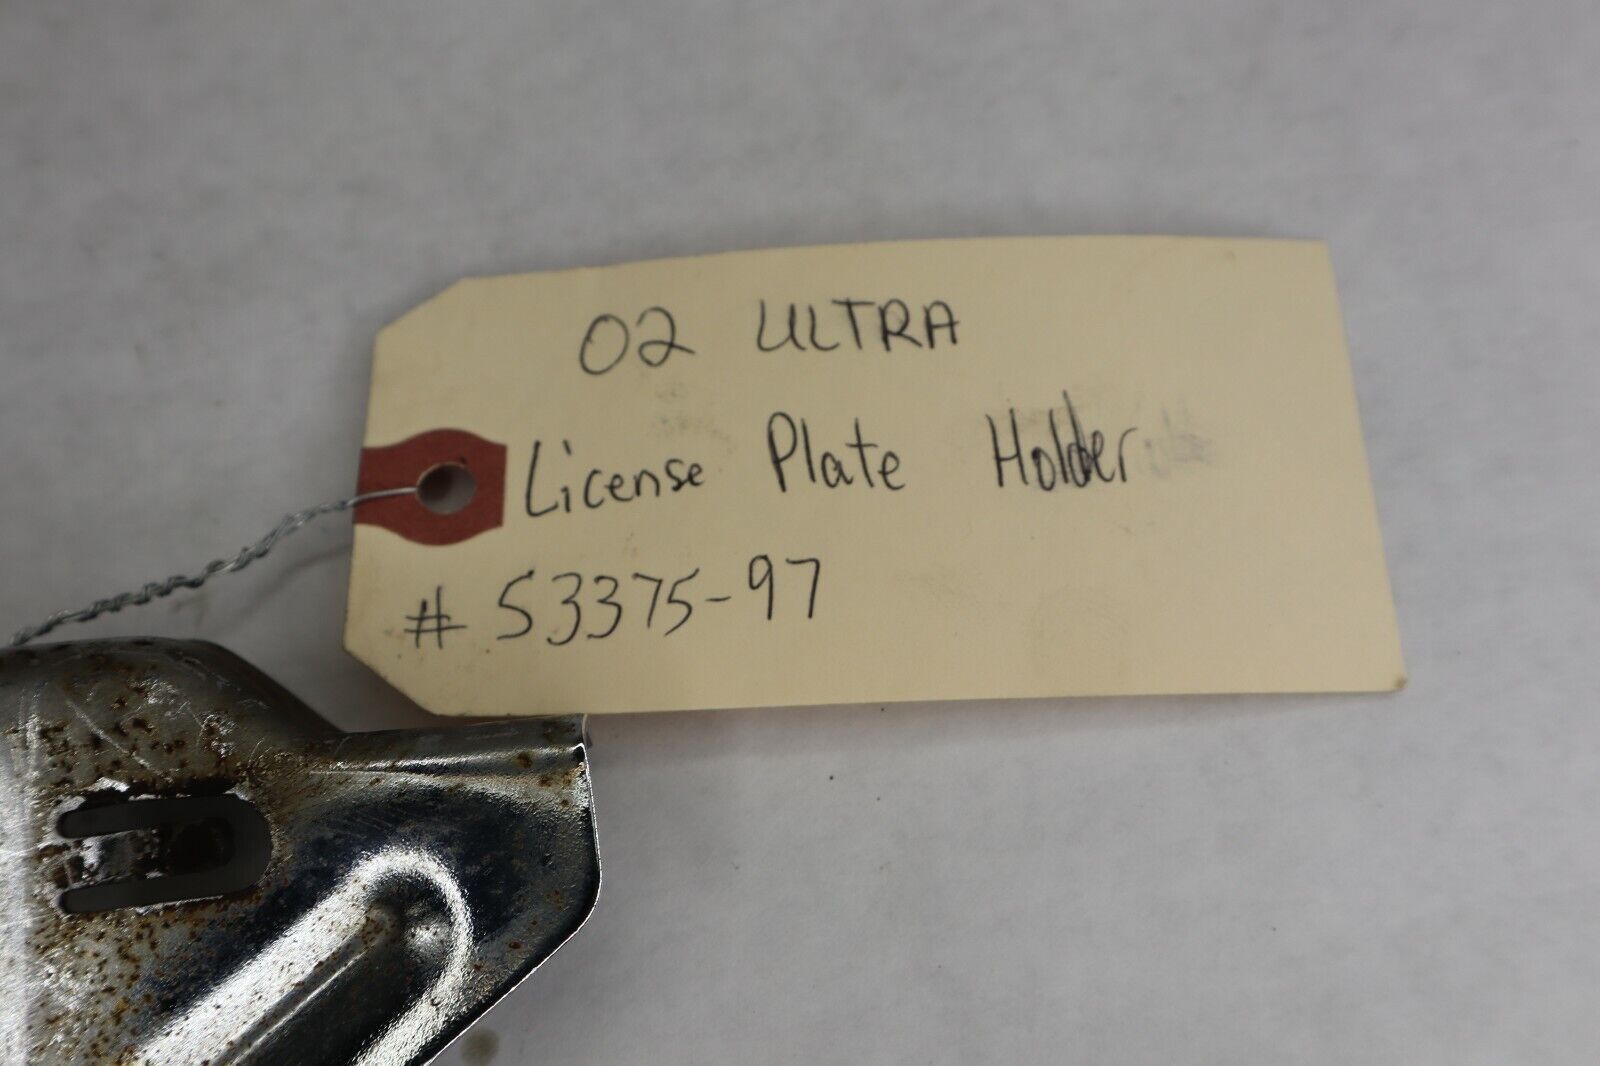 02 ULTRA
License Plate Holder
# 53375-97